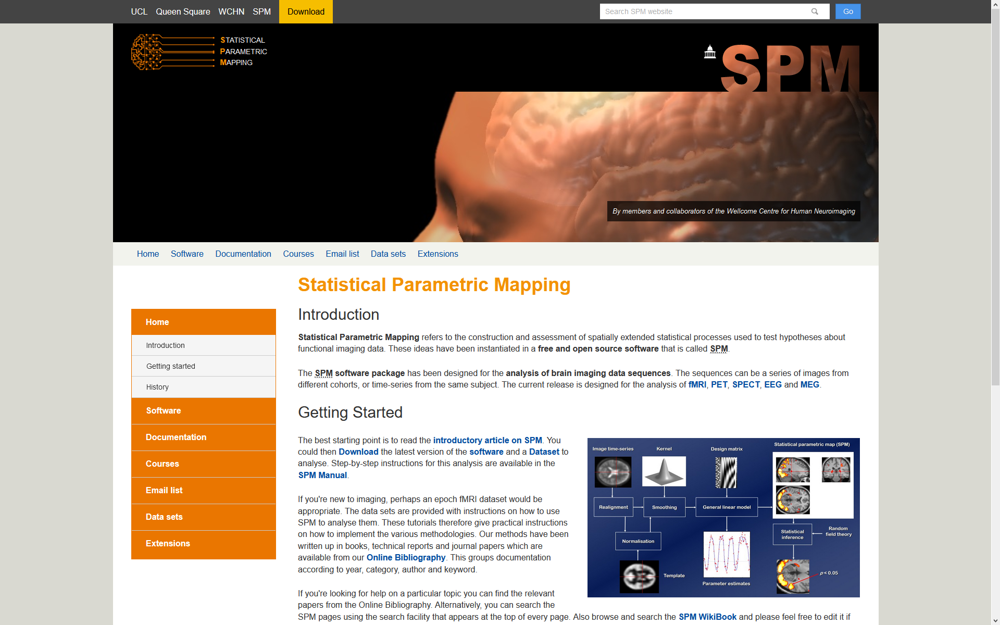 UCL Queen Square WCHN SPM Download
Search SPM website Go
STATISTICAL
PARAMETRIC
MAPPING
SPM
By members and collaborators of the Wellcome Centre for Human Neuroimaging
Home Software Documentation Courses Email list Data sets Extensions
Home
Introduction
Getting started
History
Software
Documentation
Courses
Email list
Data sets
Extensions
Statistical Parametric Mapping
Introduction
Statistical Parametric Mapping refers to the construction and assessment of spatially extended statistical processes used to test hypotheses about
functional imaging data. These ideas have been instantiated in a free and open source software that is called SPM.
The SPM software package has been designed for the analysis of brain imaging data sequences. The sequences can be a series of images from
different cohorts, or time-series from the same subject. The current release is designed for the analysis of fMRI, PET, SPECT, EEG and MEG.
Getting Started
The best starting point is to read the introductory article on SPM. You
could then Download the latest version of the software and a Dataset to
analyse. Step-by-step instructions for this analysis are available in the
SPM Manual.
If you're new to imaging, perhaps an epoch fMRI dataset would be
appropriate. The data sets are provided with instructions on how to use
SPM to analyse them. These tutorials therefore give practical instructions
on how to implement the various methodologies. Our methods have been
written up in books, technical reports and journal papers which are
available from our Online Bibliography. This groups documentation
according to year, category, author and keyword.
If you're looking for help on a particular topic you can find the relevant
papers from the Online Bibliography. Alternatively, you can search the
SPM pages using the search facility that appears at the top of every page. Also browse and search the SPM WikiBook and please feel free to edit it if
Image time-series
Kernel
Design matrix
Statistical parametric map (SPM)
Realignment
Smoothing
General linear model
Normalisation
Statistical
inference
Random
field theory
Template
Parameter estimates
p < 0.05